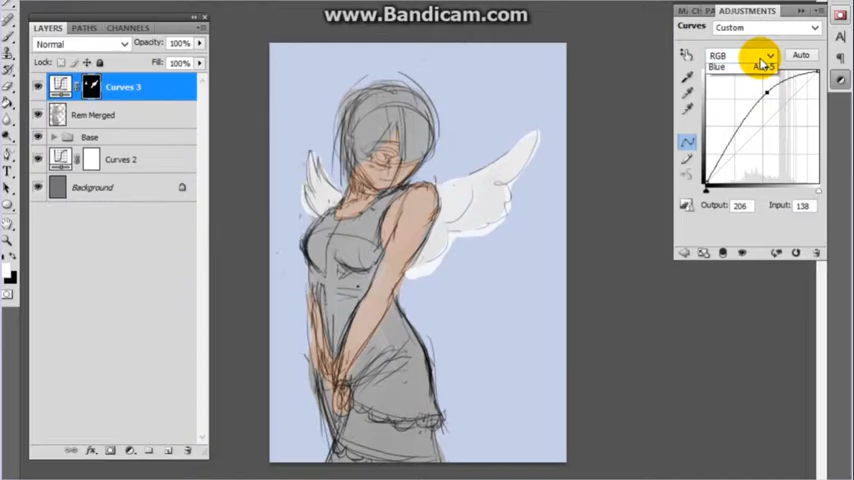 www.Bandicam.com
LAYERS PATHS CHANNELS
Normal Opacity: 100%
Lock: Fill: 100%
Curves 3
Rem Merged
Base
Curves 2
Background
ADJUSTMENTS
Curves Custom
RGB Auto
Blue
Output: 206 Input: 138